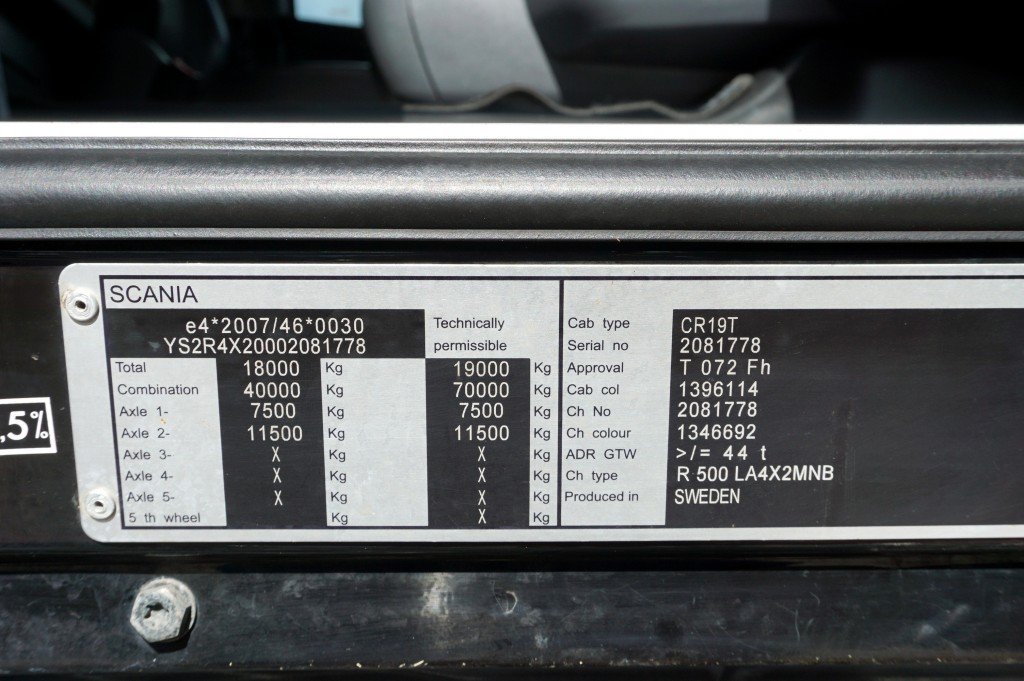 SCANIA
e4*2007/46*0030
YS2R4X20002081778
Technically
permissible
Total 18000 Kg 19000 Kg
Combination 40000 Kg 70000 Kg
Axle 1- 7500 Kg 7500 Kg
Axle 2- 11500 Kg 11500 Kg
Axle 3- X Kg X Kg
Axle 4- X Kg X Kg
Axle 5- X Kg X Kg
5 th wheel Kg X Kg
Cab type CR19T
Serial no 2081778
Approval T 072 Fh
Cab col 1396114
Ch No 2081778
Ch colour 1346692
ADR GTW >/= 44 t
Ch type R 500 LA4X2MNB
Produced in SWEDEN
,5%